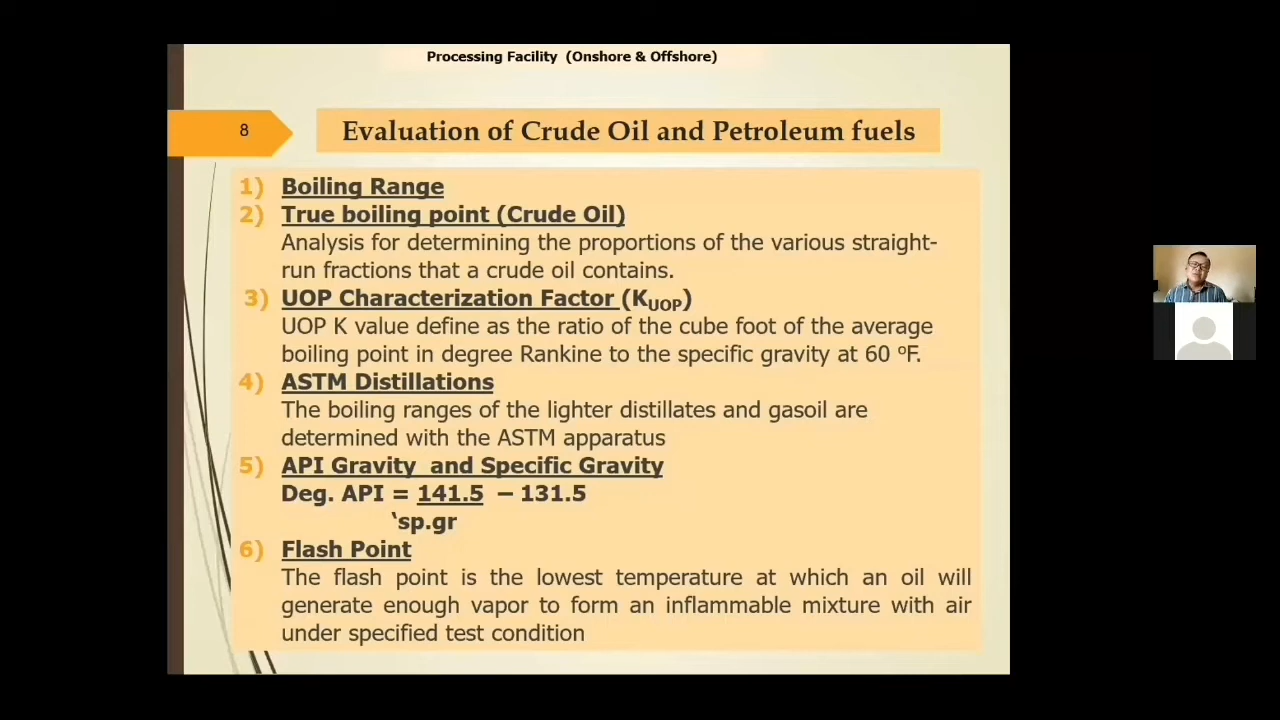 Processing Facility (Onshore & Offshore)
8
Evaluation of Crude Oil and Petroleum fuels
1) Boiling Range
2) True boiling point (Crude Oil)
Analysis for determining the proportions of the various straight-
run fractions that a crude oil contains.
3) UOP Characterization Factor (KUOP)
UOP K value define as the ratio of the cube foot of the average
boiling point in degree Rankine to the specific gravity at 60 ºF.
4) ASTM Distillations
The boiling ranges of the lighter distillates and gasoil are
determined with the ASTM apparatus
5) API Gravity and Specific Gravity
Deg. API = 141.5 – 131.5
‘sp.gr
6) Flash Point
The flash point is the lowest temperature at which an oil will
generate enough vapor to form an inflammable mixture with air
under specified test condition